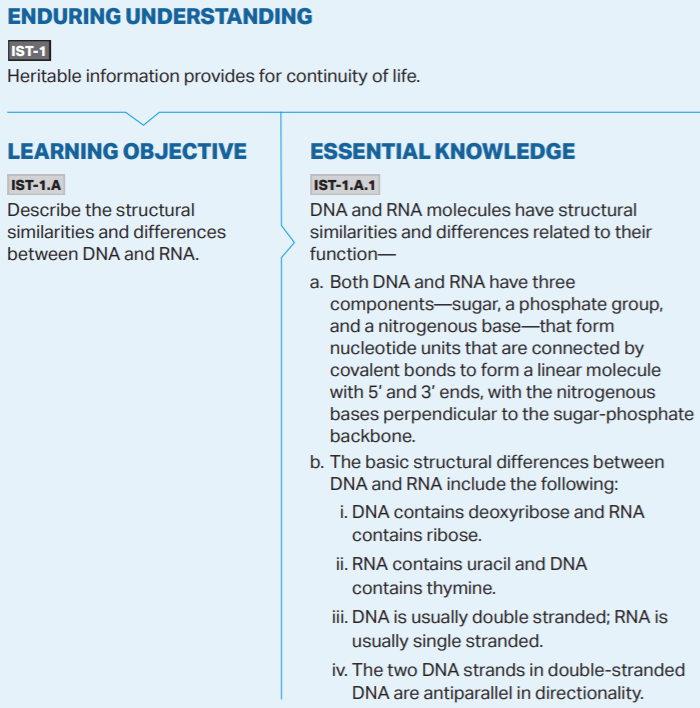 ENDURING UNDERSTANDING
IST-1
Heritable information provides for continuity of life.
LEARNING OBJECTIVE
IST-1.A
Describe the structural
similarities and differences
between DNA and RNA.
ESSENTIAL KNOWLEDGE
IST-1.A.1
DNA and RNA molecules have structural
similarities and differences related to their
function—
a. Both DNA and RNA have three
components—sugar, a phosphate group,
and a nitrogenous base—that form
nucleotide units that are connected by
covalent bonds to form a linear molecule
with 5′ and 3′ ends, with the nitrogenous
bases perpendicular to the sugar-phosphate
backbone.
b. The basic structural differences between
DNA and RNA include the following:
i. DNA contains deoxyribose and RNA
contains ribose.
ii. RNA contains uracil and DNA
contains thymine.
iii. DNA is usually double stranded; RNA is
usually single stranded.
iv. The two DNA strands in double-stranded
DNA are antiparallel in directionality.